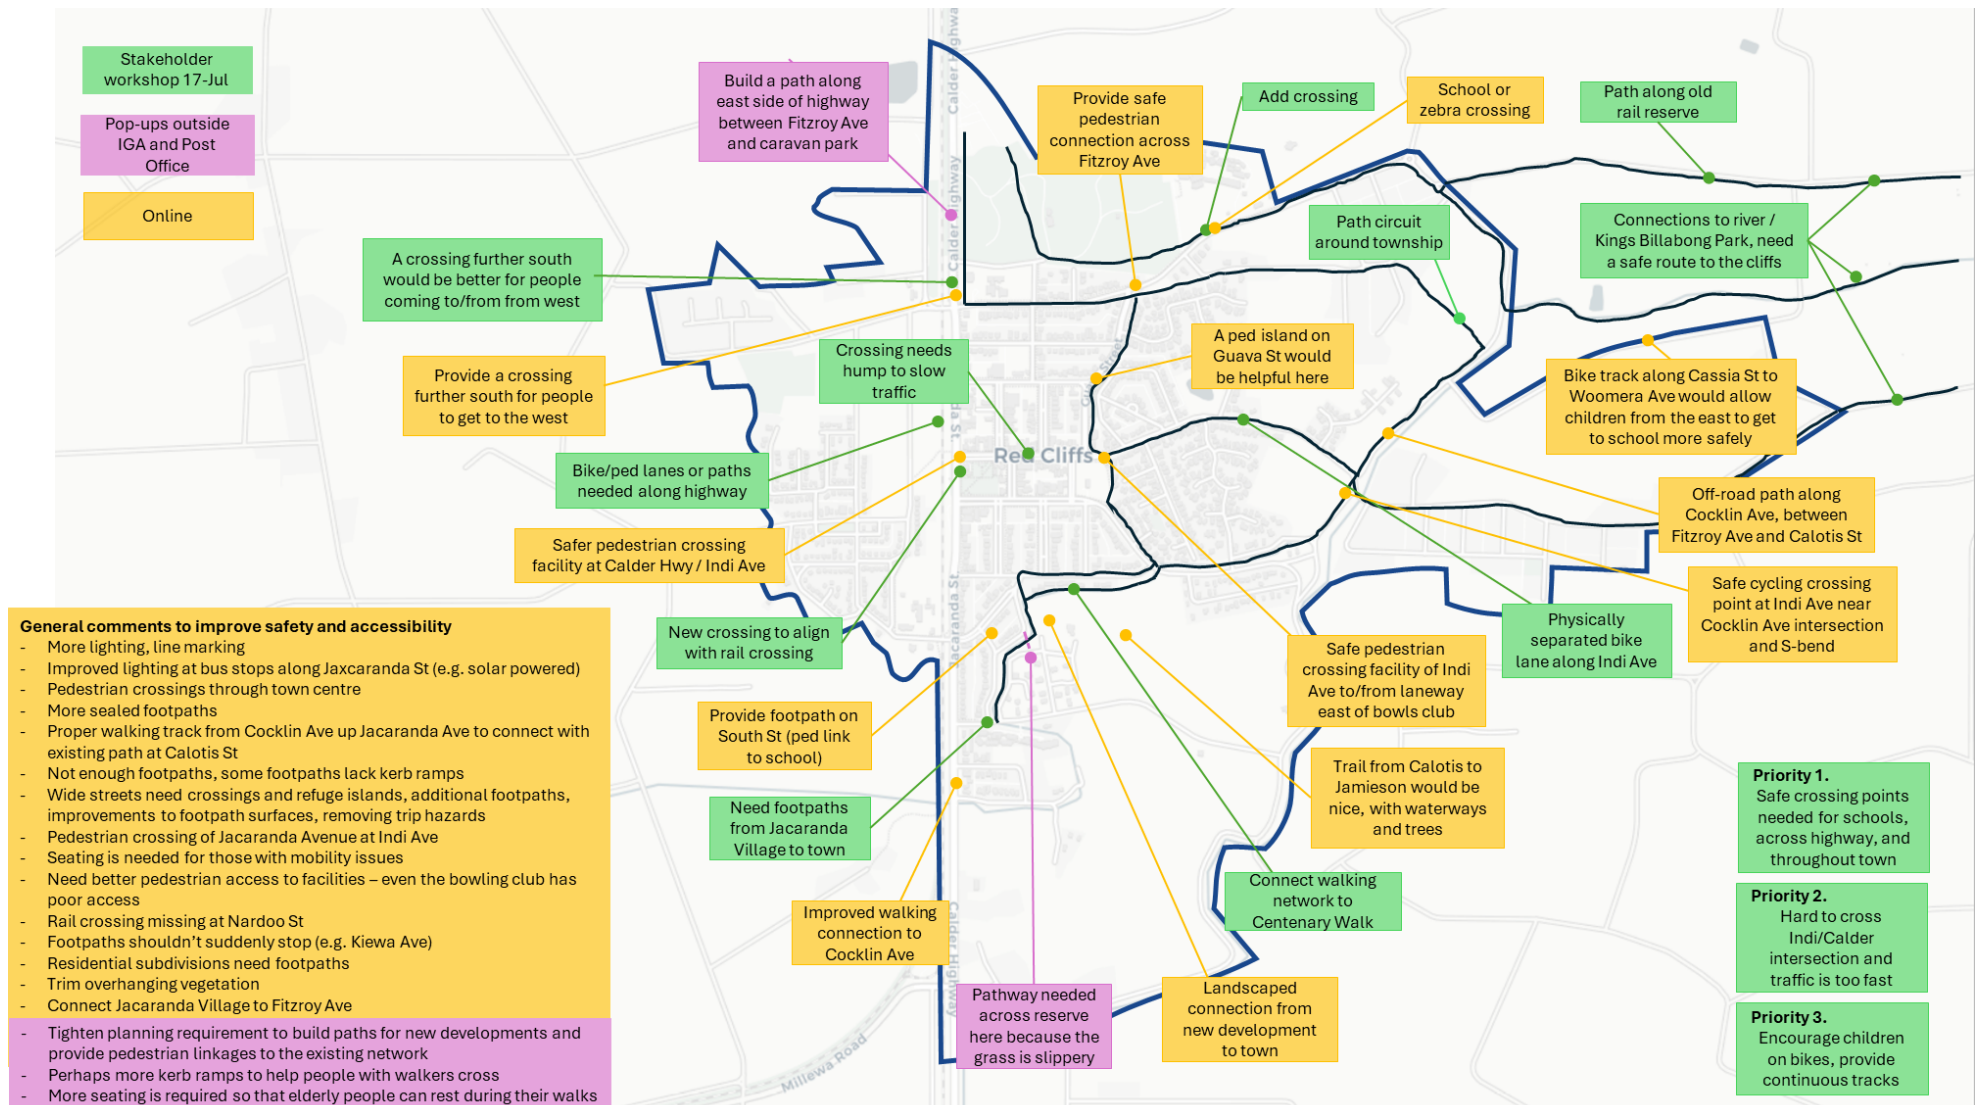 Stakeholder
workshop 17-Jul
Pop-ups outside
IGA and Post
Office
Online
Build a path along
east side of highway
between Fitzroy Ave
and caravan park
Provide safe
pedestrian
connection across
Fitzroy Ave
Add crossing
School or
zebra crossing
Path along old
rail reserve
A crossing further south
would be better for people
coming to/from from west
Path circuit
around township
Connections to river /
Kings Billabong Park, need
a safe route to the cliffs
Provide a crossing
further south for people
to get to the west
Crossing needs
hump to slow
traffic
A ped island on
Guava St would
be helpful here
Bike track along Cassia St to
Woomera Ave would allow
children from the east to get
to school more safely
Bike/ped lanes or paths
needed along highway
Red Cliffs
Safer pedestrian crossing
facility at Calder Hwy / Indi Ave
Off-road path along
Cocklin Ave, between
Fitzroy Ave and Calotis St
Safe cycling crossing
point at Indi Ave near
Cocklin Ave intersection
and S-bend
New crossing to align
with rail crossing
Physically
separated bike
lane along Indi Ave
Safe pedestrian
crossing facility of Indi
Ave to/from laneway
east of bowls club
Provide footpath on
South St (ped link
to school)
Trail from Calotis to
Jamieson would be
nice, with waterways
and trees
Need footpaths
from Jacaranda
Village to town
Connect walking
network to
Centenary Walk
Improved walking
connection to
Cocklin Ave
Pathway needed
across reserve
here because the
grass is slippery
Landscaped
connection from
new development
to town
Calder Highway
Calder Highway
Jacaranda St
Calder Highway
Street
Millewa Road
General comments to improve safety and accessibility
- More lighting, line marking
- Improved lighting at bus stops along Jaxcaranda St (e.g. solar powered)
- Pedestrian crossings through town centre
- More sealed footpaths
- Proper walking track from Cocklin Ave up Jacaranda Ave to connect with
existing path at Calotis St
- Not enough footpaths, some footpaths lack kerb ramps
- Wide streets need crossings and refuge islands, additional footpaths,
improvements to footpath surfaces, removing trip hazards
- Pedestrian crossing of Jacaranda Avenue at Indi Ave
- Seating is needed for those with mobility issues
- Need better pedestrian access to facilities – even the bowling club has
poor access
- Rail crossing missing at Nardoo St
- Footpaths shouldn't suddenly stop (e.g. Kiewa Ave)
- Residential subdivisions need footpaths
- Trim overhanging vegetation
- Connect Jacaranda Village to Fitzroy Ave
- Tighten planning requirement to build paths for new developments and
provide pedestrian linkages to the existing network
- Perhaps more kerb ramps to help people with walkers cross
- More seating is required so that elderly people can rest during their walks
Priority 1.
Safe crossing points
needed for schools,
across highway, and
throughout town
Priority 2.
Hard to cross
Indi/Calder
intersection and
traffic is too fast
Priority 3.
Encourage children
on bikes, provide
continuous tracks